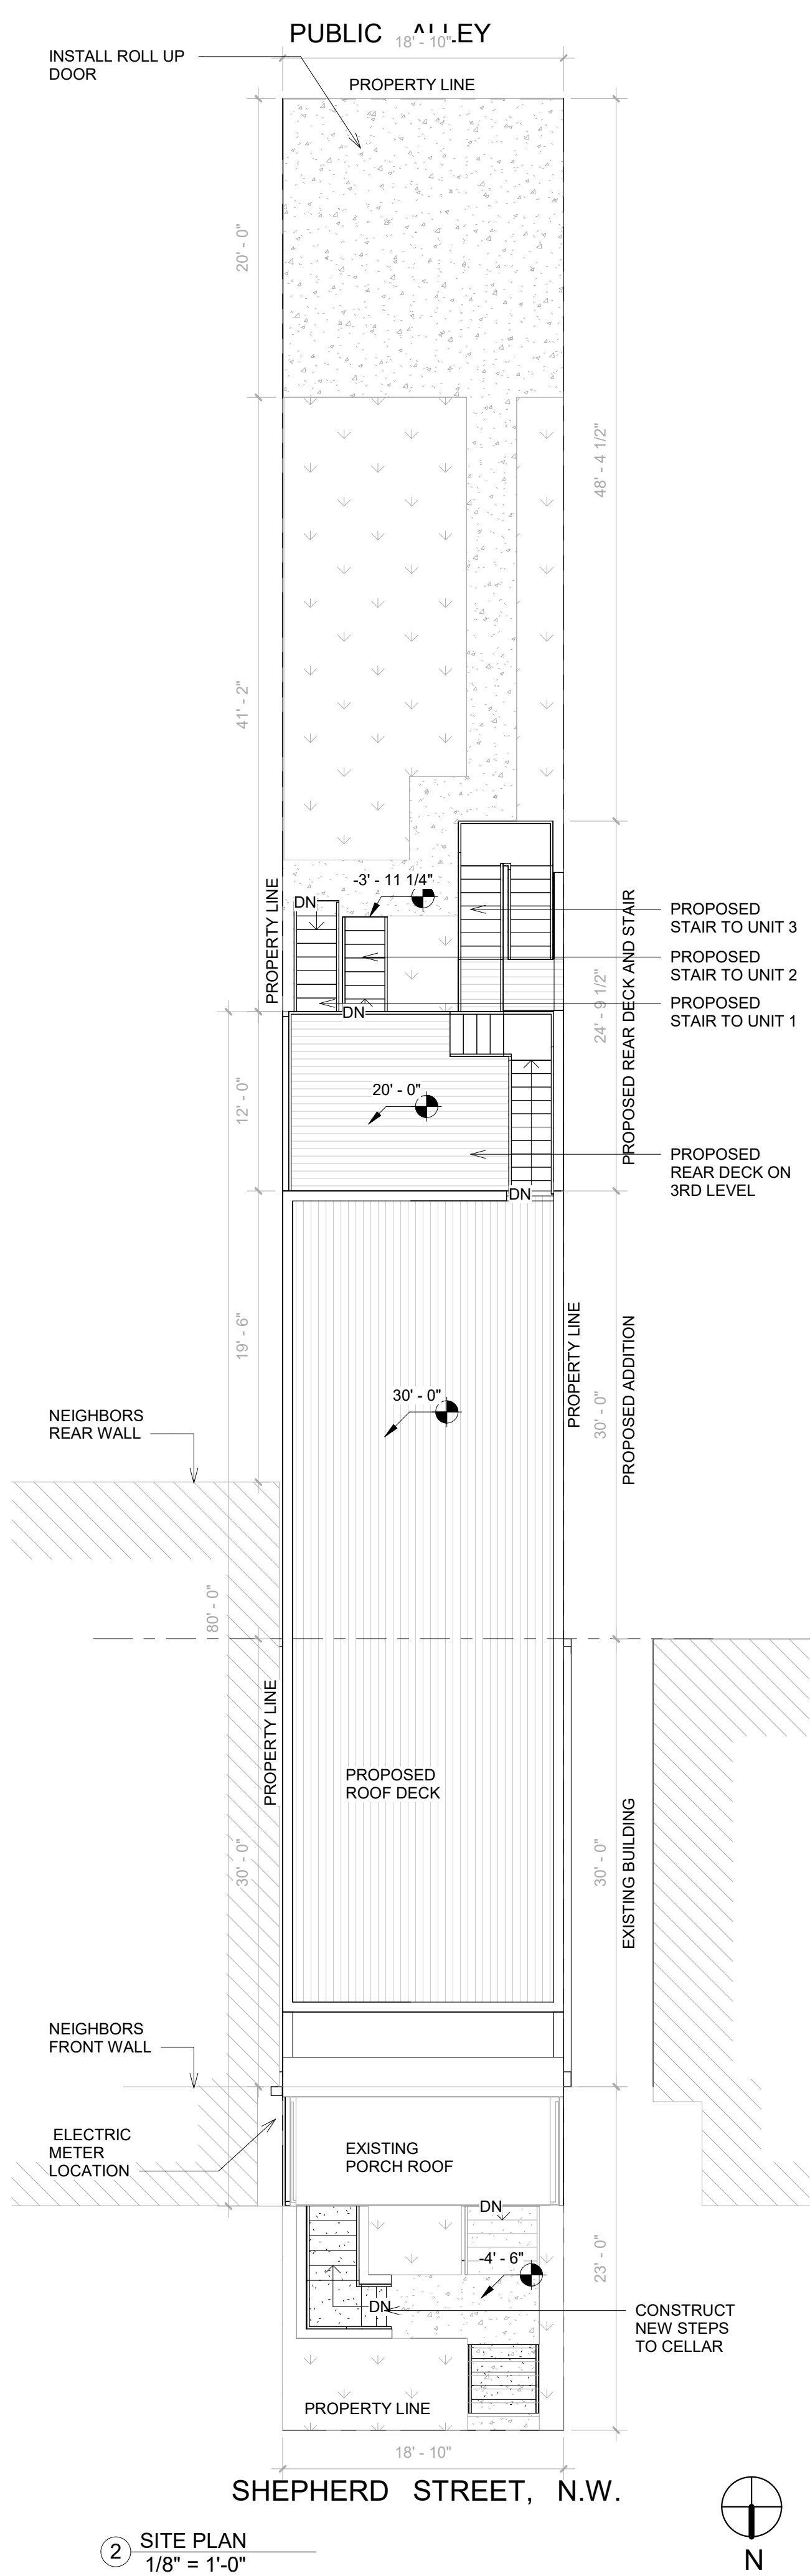 PUBLIC ALLEY
18' - 10"
INSTALL ROLL UP
DOOR
PROPERTY LINE
20' - 0"
48' - 4 1/2"
41' - 2"
PROPERTY LINE
-3' - 11 1/4"
DN
DN
PROPOSED
STAIR TO UNIT 3
PROPOSED
STAIR TO UNIT 2
PROPOSED
STAIR TO UNIT 1
24' - 9 1/2"
PROPOSED REAR DECK AND STAIR
12' - 0"
20' - 0"
PROPOSED
REAR DECK ON
3RD LEVEL
DN
19' - 6"
30' - 0"
PROPERTY LINE
30' - 0"
PROPOSED ADDITION
NEIGHBORS
REAR WALL
80' - 0"
PROPERTY LINE
PROPOSED
ROOF DECK
30' - 0"
30' - 0"
EXISTING BUILDING
NEIGHBORS
FRONT WALL
ELECTRIC
METER
LOCATION
EXISTING
PORCH ROOF
DN
-4' - 6"
23' - 0"
DN
CONSTRUCT
NEW STEPS
TO CELLAR
PROPERTY LINE
18' - 10"
SHEPHERD STREET, N.W.
2 SITE PLAN
1/8" = 1'-0"
N